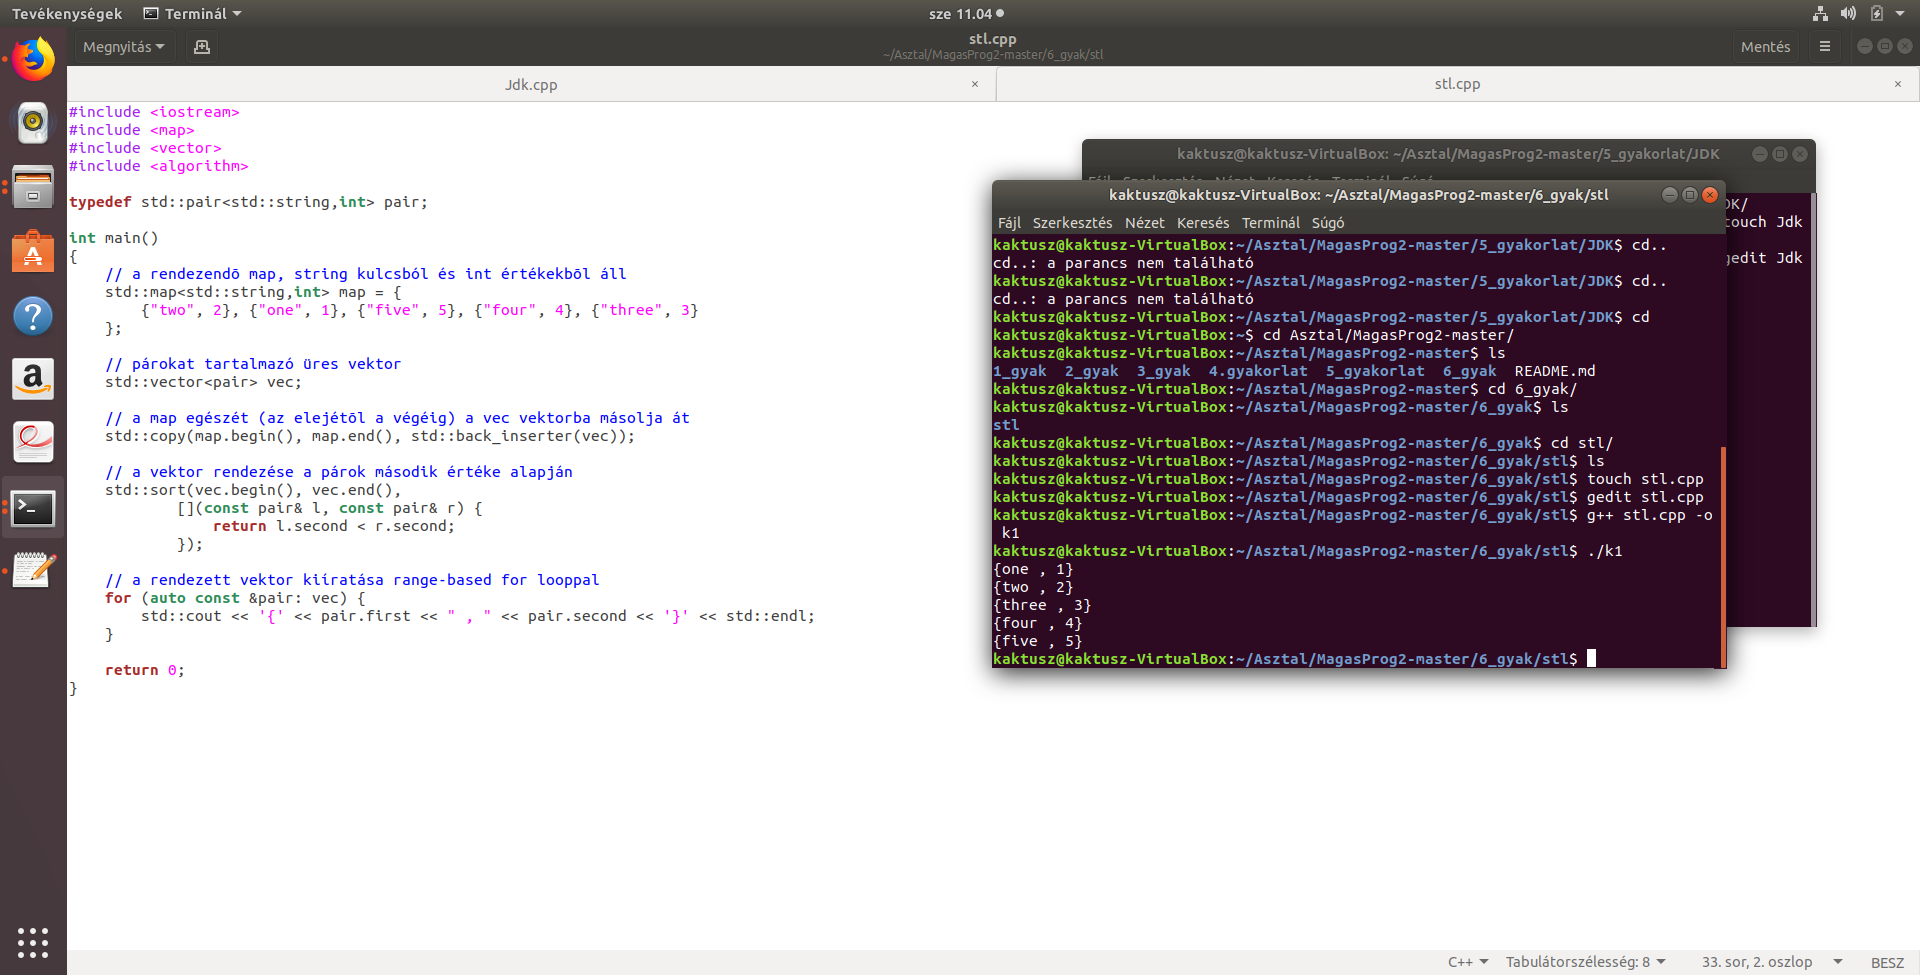 Tevékenységek Terminál sze 11.04
Megnyitás stl.cpp Mentés
~/Asztal/MagasProg2-master/6_gyak/stl
Jdk.cpp × stl.cpp ×
#include <iostream>
#include <map>
#include <vector>
#include <algorithm>
typedef std::pair<std::string,int> pair;
int main()
{
// a rendezendõ map, string kulcsból és int értékekbõl áll
std::map<std::string,int> map = {
{"two", 2}, {"one", 1}, {"five", 5}, {"four", 4}, {"three", 3}
};
// párokat tartalmazó üres vektor
std::vector<pair> vec;
// a map egészét (az elejétõl a végéig) a vec vektorba másolja át
std::copy(map.begin(), map.end(), std::back_inserter(vec));
// a vektor rendezése a párok második értéke alapján
std::sort(vec.begin(), vec.end(),
[](const pair& l, const pair& r) {
return l.second < r.second;
});
// a rendezett vektor kiíratása range-based for looppal
for (auto const &pair: vec) {
std::cout << '{' << pair.first << " , " << pair.second << '}' << std::endl;
}
return 0;
}
kaktusz@kaktusz-VirtualBox: ~/Asztal/MagasProg2-master/5_gyakorlat/JDK
DK/
touch Jdk
gedit Jdk
kaktusz@kaktusz-VirtualBox: ~/Asztal/MagasProg2-master/6_gyak/stl
Fájl Szerkesztés Nézet Keresés Terminál Súgó
kaktusz@kaktusz-VirtualBox:~/Asztal/MagasProg2-master/5_gyakorlat/JDK$ cd..
cd..: a parancs nem található
kaktusz@kaktusz-VirtualBox:~/Asztal/MagasProg2-master/5_gyakorlat/JDK$ cd..
cd..: a parancs nem található
kaktusz@kaktusz-VirtualBox:~/Asztal/MagasProg2-master/5_gyakorlat/JDK$ cd
kaktusz@kaktusz-VirtualBox:~$ cd Asztal/MagasProg2-master/
kaktusz@kaktusz-VirtualBox:~/Asztal/MagasProg2-master$ ls
1_gyak 2_gyak 3_gyak 4.gyakorlat 5_gyakorlat 6_gyak README.md
kaktusz@kaktusz-VirtualBox:~/Asztal/MagasProg2-master$ cd 6_gyak/
kaktusz@kaktusz-VirtualBox:~/Asztal/MagasProg2-master/6_gyak$ ls
stl
kaktusz@kaktusz-VirtualBox:~/Asztal/MagasProg2-master/6_gyak$ cd stl/
kaktusz@kaktusz-VirtualBox:~/Asztal/MagasProg2-master/6_gyak/stl$ ls
kaktusz@kaktusz-VirtualBox:~/Asztal/MagasProg2-master/6_gyak/stl$ touch stl.cpp
kaktusz@kaktusz-VirtualBox:~/Asztal/MagasProg2-master/6_gyak/stl$ gedit stl.cpp
kaktusz@kaktusz-VirtualBox:~/Asztal/MagasProg2-master/6_gyak/stl$ g++ stl.cpp -o
k1
kaktusz@kaktusz-VirtualBox:~/Asztal/MagasProg2-master/6_gyak/stl$ ./k1
{one , 1}
{two , 2}
{three , 3}
{four , 4}
{five , 5}
kaktusz@kaktusz-VirtualBox:~/Asztal/MagasProg2-master/6_gyak/stl$
C++ Tabulátorszélesség: 8 33. sor, 2. oszlop BESZ